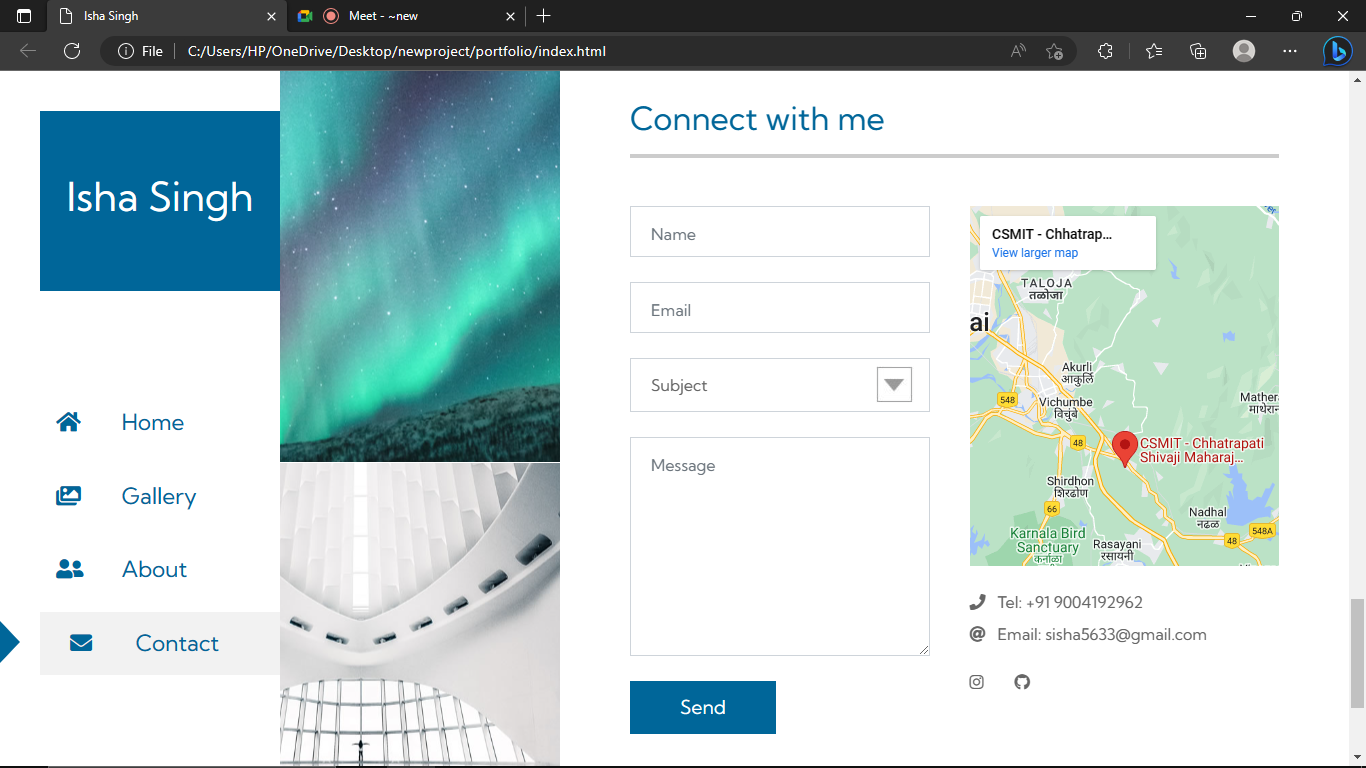 Isha Singh
Meet - ~new
File
C:/Users/HP/OneDrive/Desktop/newproject/portfolio/index.html
Isha Singh
Home
Gallery
About
Contact
Connect with me
Name
Email
Subject
Message
Send
CSMIT - Chhatrap...
View larger map
TALOJA
तळोजा
ai
Akurli
आकुर्लि
548
Vichumbe
विचुंबे
Mather
माथेरान
48
CSMIT - Chhatrapati
Shivaji Maharaj...
Shirdhon
शिरढोण
66
Nadhal
नढळ
548A
Karnala Bird
Sanctuary
कर्नाळा
48
Rasayani
रसायनी
Tel: +91 9004192962
Email: sisha5633@gmail.com